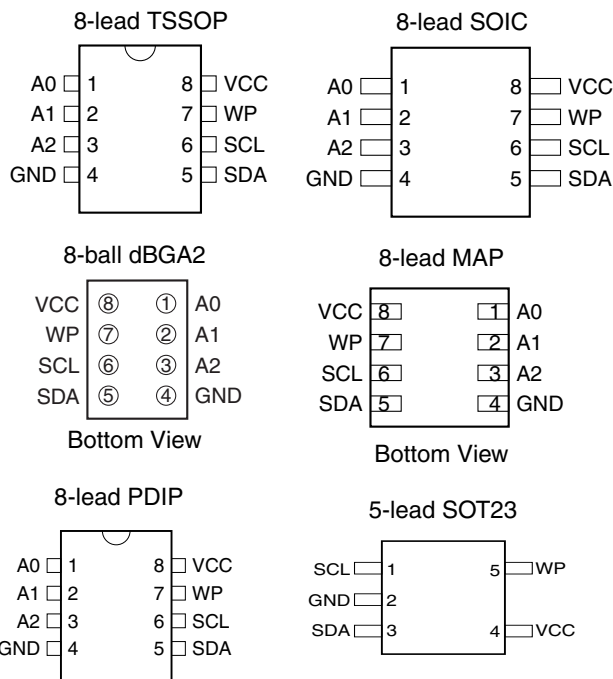 8-lead TSSOP
A0 1 8 VCC
A1 2 7 WP
A2 3 6 SCL
GND 4 5 SDA
8-lead SOIC
A0 1 8 VCC
A1 2 7 WP
A2 3 6 SCL
GND 4 5 SDA
8-ball dBGA2
VCC 8 1 A0
WP 7 2 A1
SCL 6 3 A2
SDA 5 4 GND
Bottom View
8-lead MAP
VCC 8 1 A0
WP 7 2 A1
SCL 6 3 A2
SDA 5 4 GND
Bottom View
8-lead PDIP
A0 1 8 VCC
A1 2 7 WP
A2 3 6 SCL
GND 4 5 SDA
5-lead SOT23
SCL 1 5 WP
GND 2
SDA 3 4 VCC